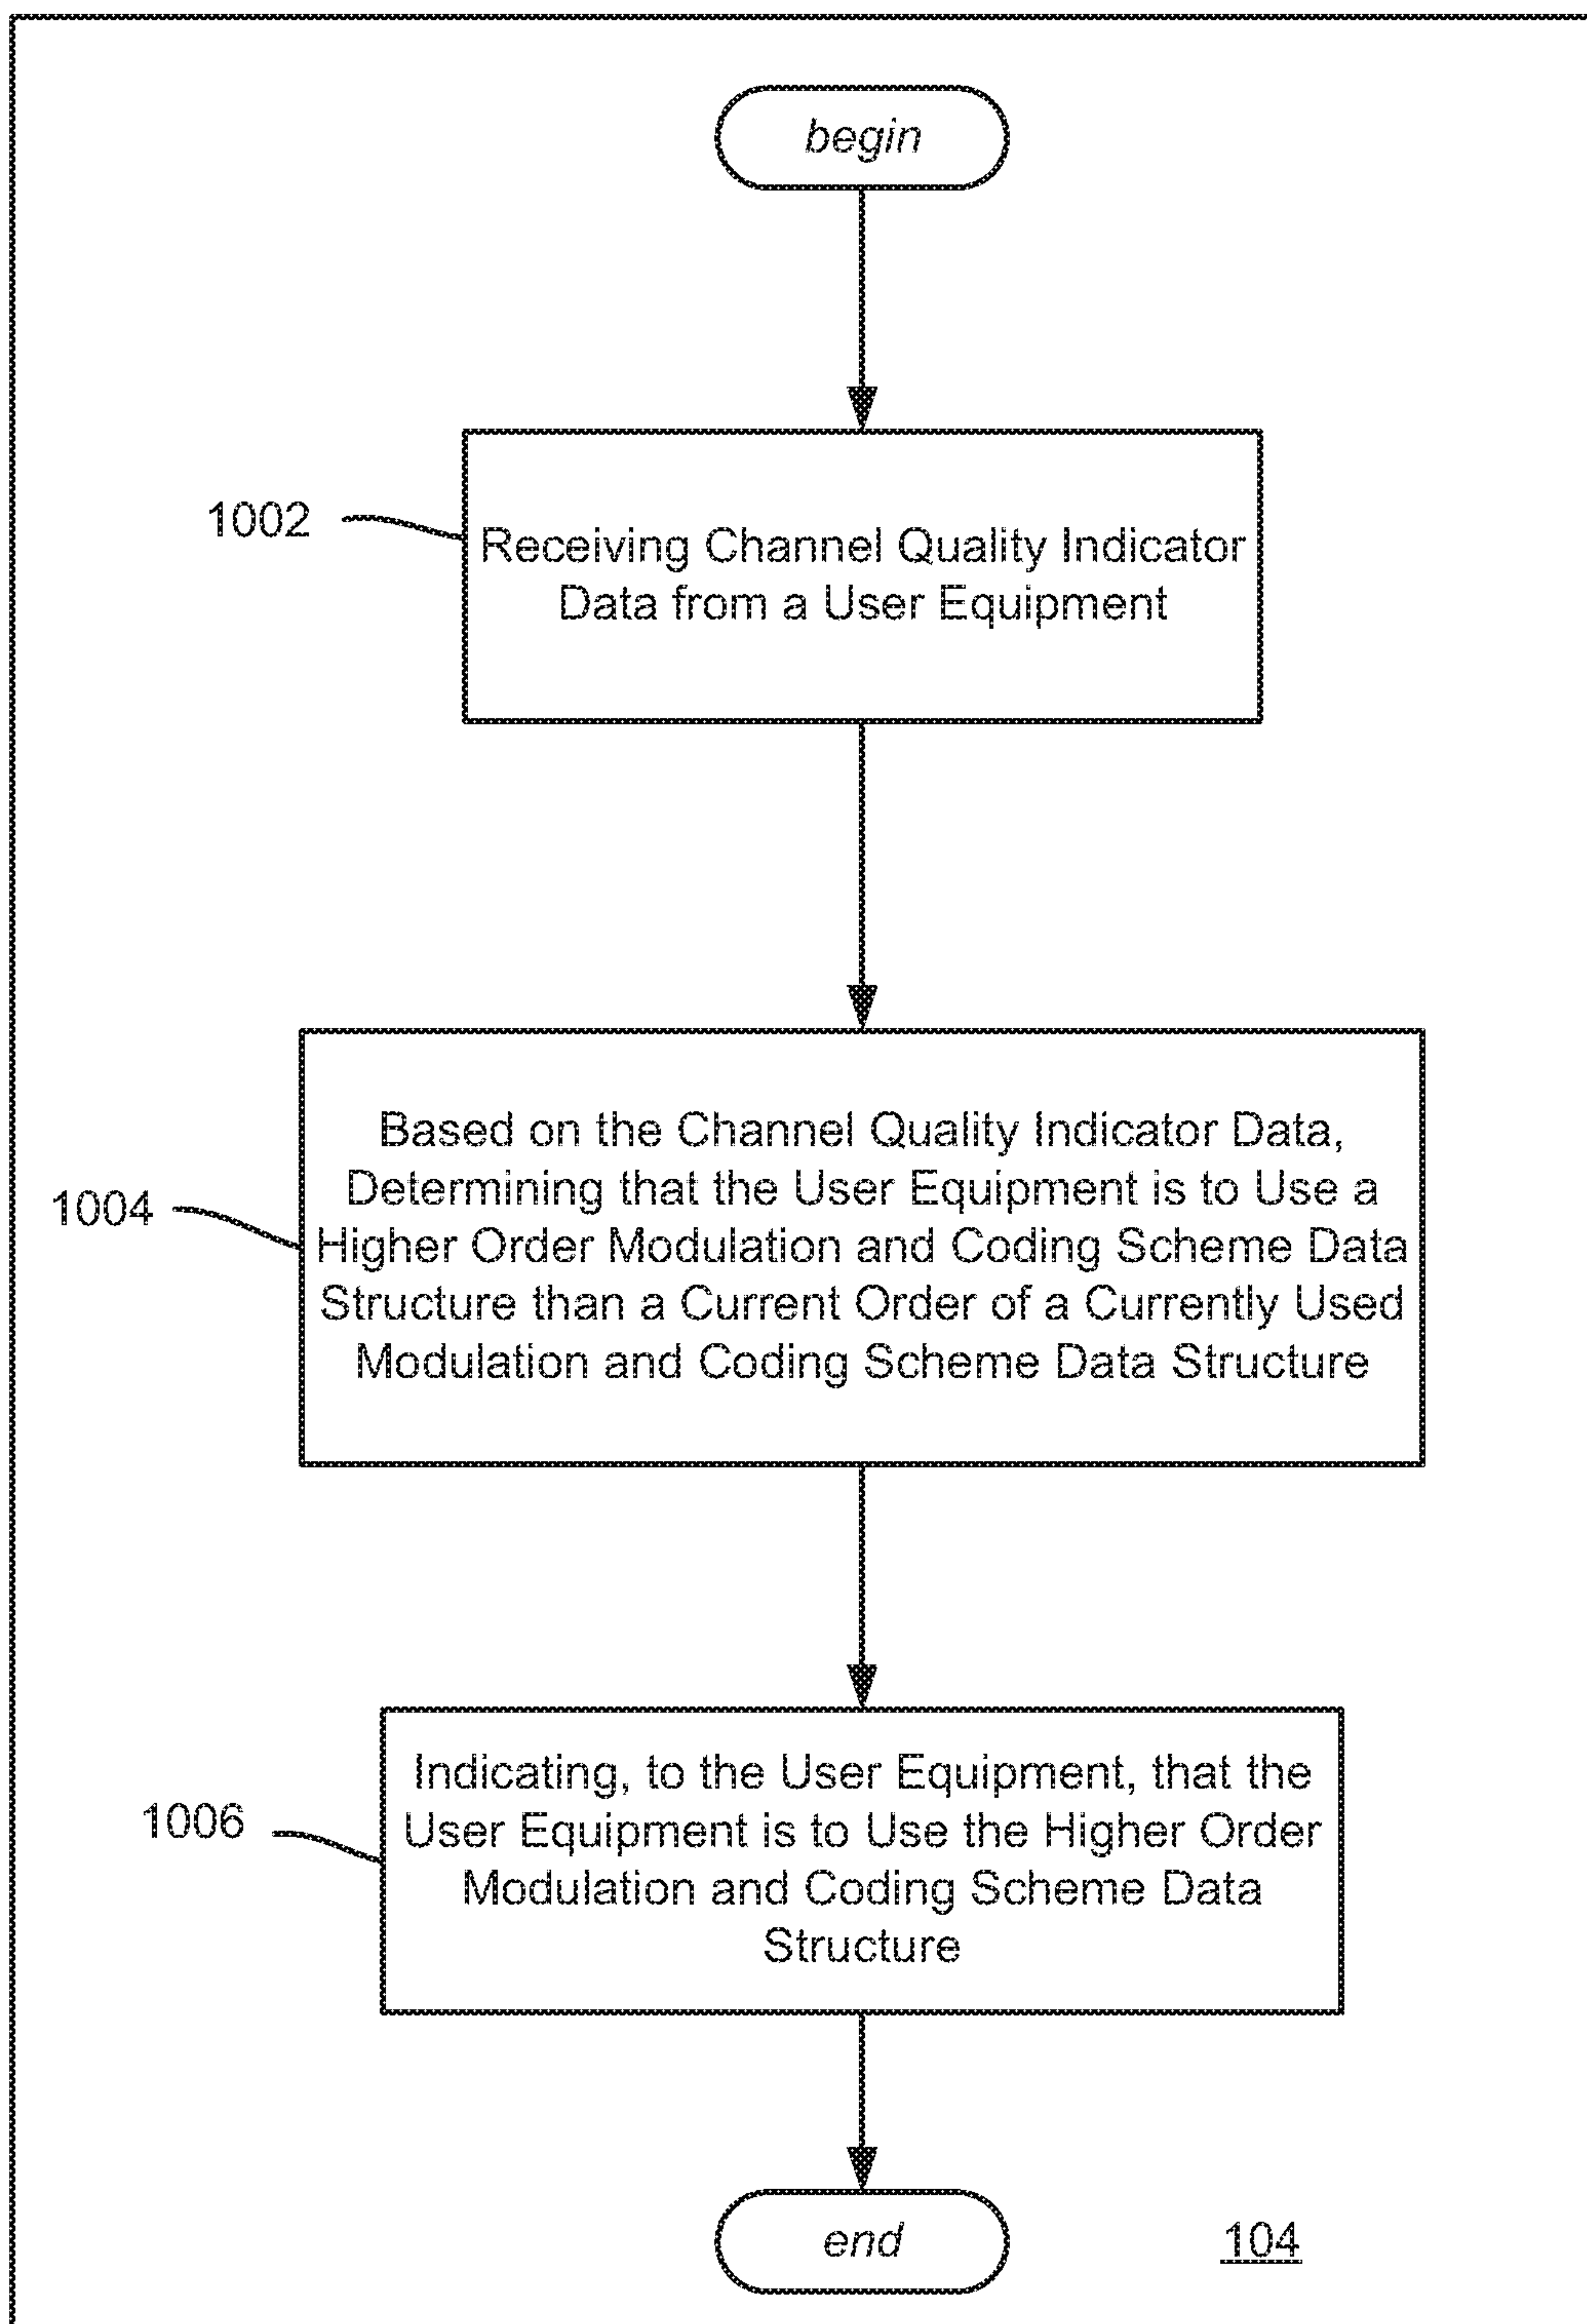 begin
1002
Receiving Channel Quality Indicator
Data from a User Equipment
1004
Based on the Channel Quality Indicator Data,
Determining that the User Equipment is to Use a
Higher Order Modulation and Coding Scheme Data
Structure than a Current Order of a Currently Used
Modulation and Coding Scheme Data Structure
1006
Indicating, to the User Equipment, that the
User Equipment is to Use the Higher Order
Modulation and Coding Scheme Data
Structure
end
104